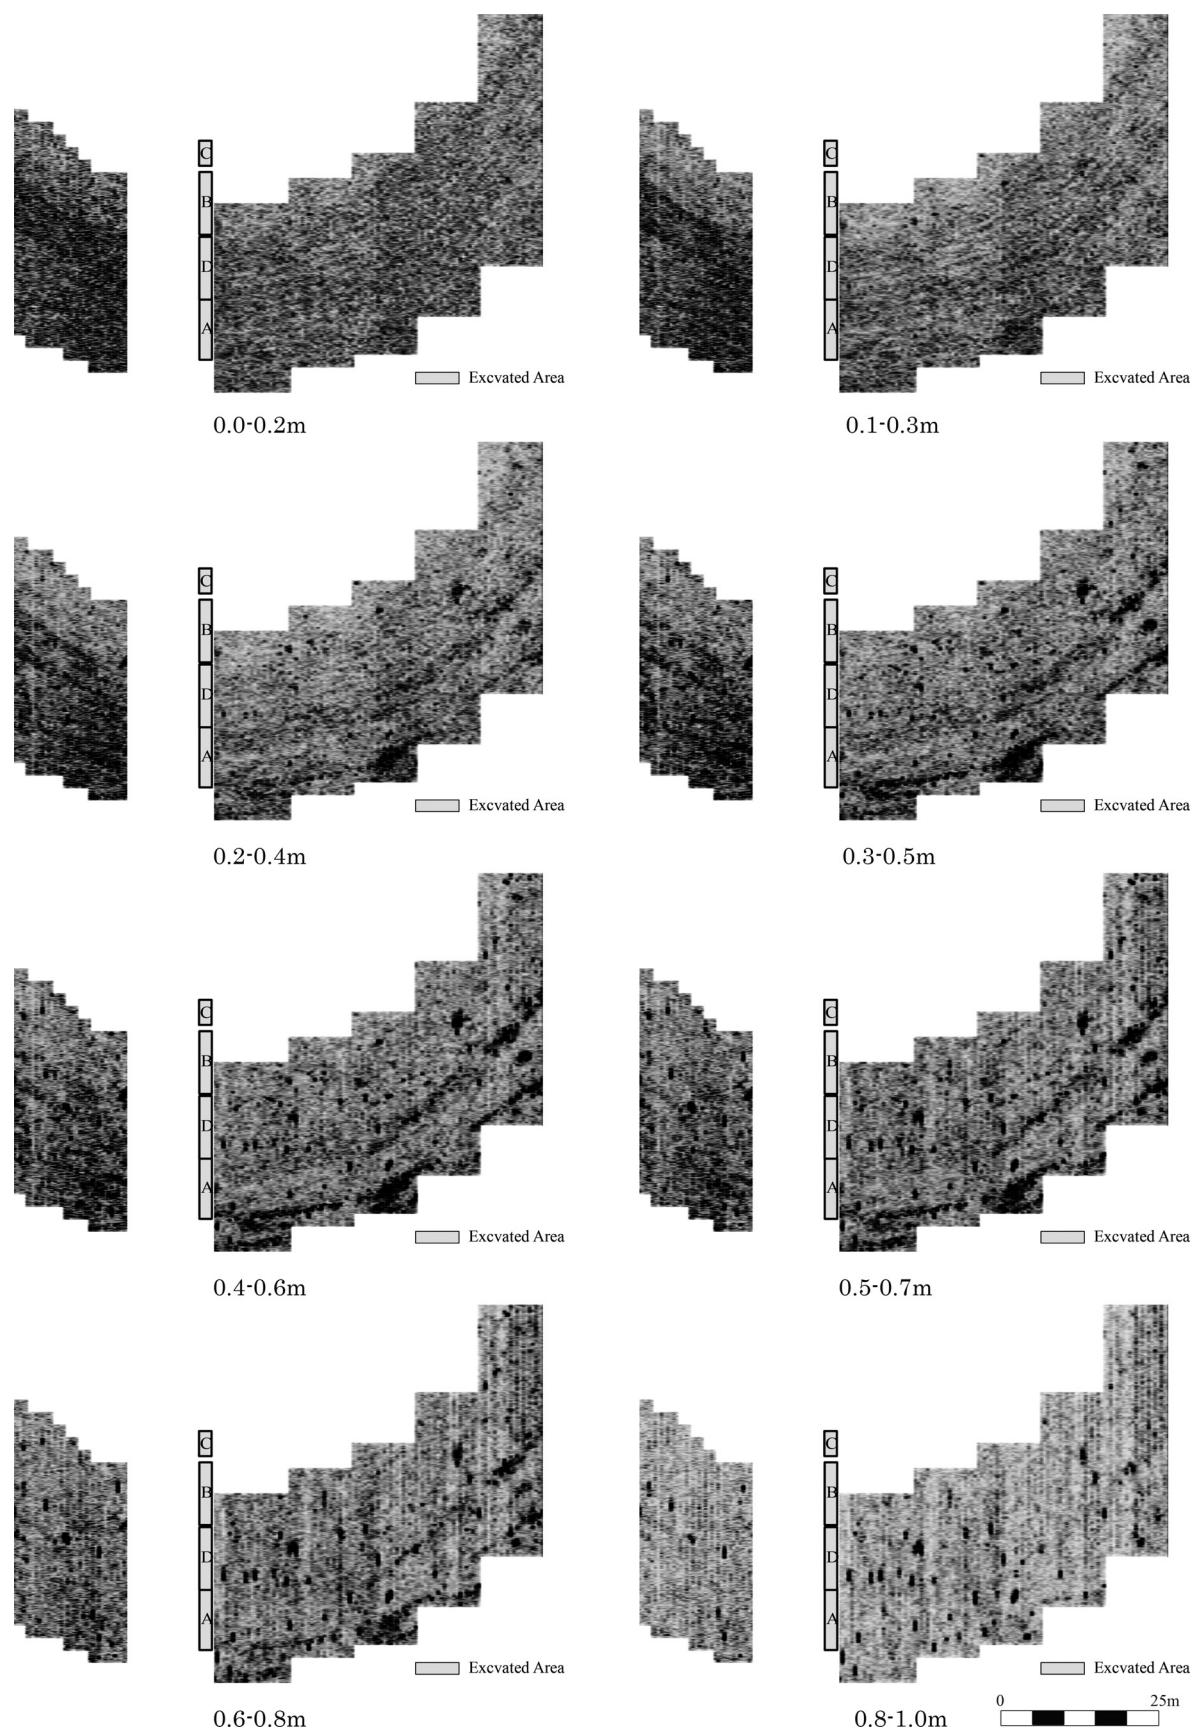 C C
B B
D D
A A
Excvated Area Excvated Area
0.0-0.2m 0.1-0.3m
C C
B B
D D
A A
Excvated Area Excvated Area
0.2-0.4m 0.3-0.5m
C C
B B
D D
A A
Excvated Area Excvated Area
0.4-0.6m 0.5-0.7m
C C
B B
D D
A A
Excvated Area Excvated Area
0 25m
0.6-0.8m 0.8-1.0m